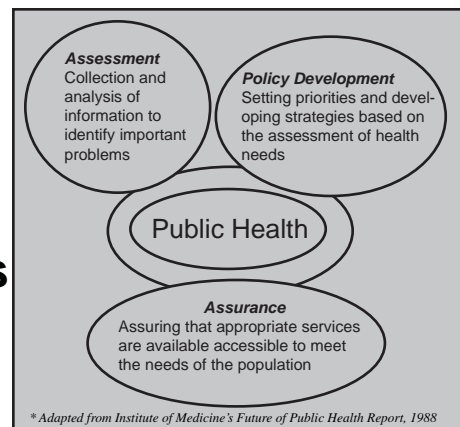 Assessment
Collection and
analysis of
information to
identify important
problems
Policy Development
Setting priorities and devel-
oping strategies based on
the assessment of health
needs
Public Health
s
Assurance
Assuring that appropriate services
are available accessible to meet
the needs of the population
* Adapted from Institute of Medicine's Future of Public Health Report, 1988